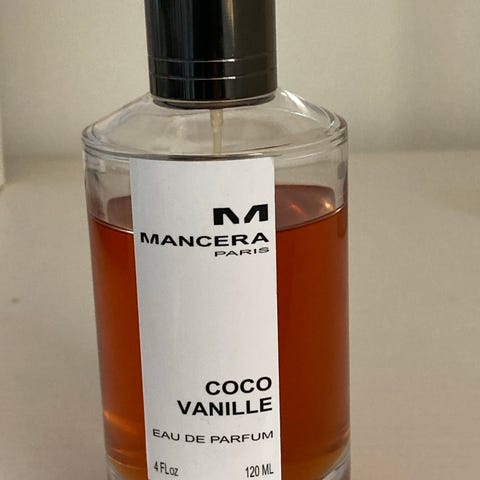 M
MANCERA
PARIS
COCO
VANILLE
EAU DE PARFUM
4 FLoz 120 ML